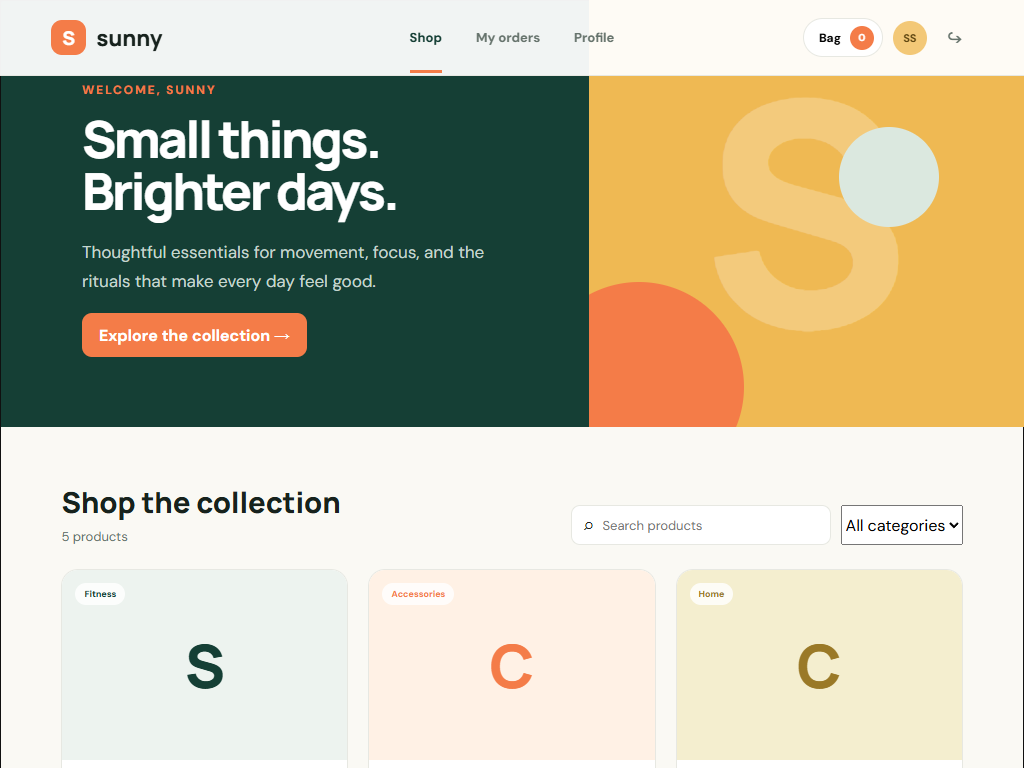 S sunny
Shop My orders Profile
Bag 0 SS
WELCOME, SUNNY
Small things.
Brighter days.
Thoughtful essentials for movement, focus, and the
rituals that make every day feel good.
Explore the collection →
S
Shop the collection
5 products
Search products
All categories
Fitness
S
Accessories
C
Home
C